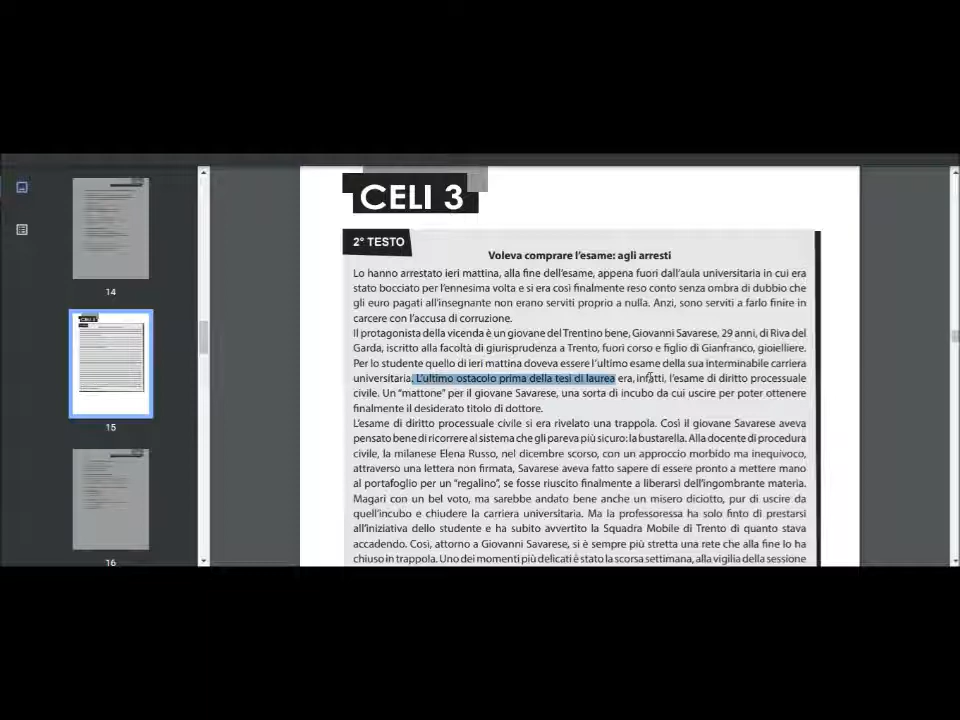 CELI 3
2° TESTO
Voleva comprare l'esame: agli arresti
Lo hanno arrestato ieri mattina, alla fine dell'esame, appena fuori dall'aula universitaria in cui era
stato bocciato per l'ennesima volta e si era così finalmente reso conto senza ombra di dubbio che
gli euro pagati all'insegnante non erano serviti proprio a nulla. Anzi, sono serviti a farlo finire in
carcere con l'accusa di corruzione.
Il protagonista della vicenda è un giovane del Trentino bene, Giovanni Savarese, 29 anni, di Riva del
Garda, iscritto alla facoltà di giurisprudenza a Trento, fuori corso e figlio di Gianfranco, gioielliere.
Per lo studente quello di ieri mattina doveva essere l'ultimo esame della sua interminabile carriera
universitaria. L'ultimo ostacolo prima della tesi di laurea era, infatti, l'esame di diritto processuale
civile. Un "mattone" per il giovane Savarese, una sorta di incubo da cui uscire per poter ottenere
finalmente il desiderato titolo di dottore.
L'esame di diritto processuale civile si era rivelato una trappola. Così il giovane Savarese aveva
pensato bene di ricorrere al sistema che gli pareva più sicuro: la bustarella. Alla docente di procedura
civile, la milanese Elena Russo, nel dicembre scorso, con un approccio morbido ma inequivoco,
attraverso una lettera non firmata, Savarese aveva fatto sapere di essere pronto a mettere mano
al portafoglio per un "regalino", se fosse riuscito finalmente a liberarsi dell'ingombrante materia.
Magari con un bel voto, ma sarebbe andato bene anche un misero diciotto, pur di uscire da
quell'incubo e chiudere la carriera universitaria. Ma la professoressa ha solo finto di prestarsi
all'iniziativa dello studente e ha subito avvertito la Squadra Mobile di Trento di quanto stava
accadendo. Così, attorno a Giovanni Savarese, si è sempre più stretta una rete che alla fine lo ha
chiuso in trappola. Uno dei momenti più delicati è stato la scorsa settimana, alla vigilia della sessione
14
15
16